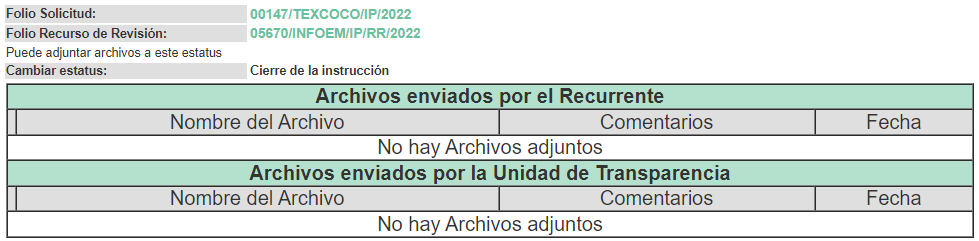 Folio Solicitud: 00147/TEXCOCO/IP/2022
Folio Recurso de Revisión: 05670/INFOEM/IP/RR/2022
Puede adjuntar archivos a este estatus
Cambiar estatus: Cierre de la instrucción
Archivos enviados por el Recurrente
Nombre del Archivo Comentarios Fecha
No hay Archivos adjuntos
Archivos enviados por la Unidad de Transparencia
Nombre del Archivo Comentarios Fecha
No hay Archivos adjuntos